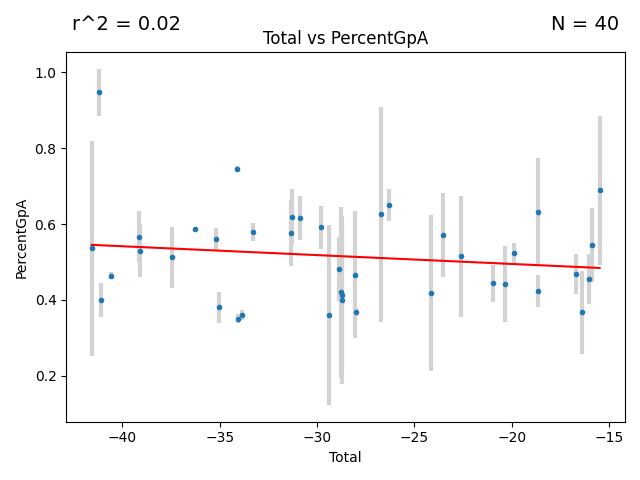 r^2 = 0.02
N = 40
Total vs PercentGpA
1.0
0.8
0.6
0.4
0.2
PercentGpA
−40
−35
−30
−25
−20
−15
Total